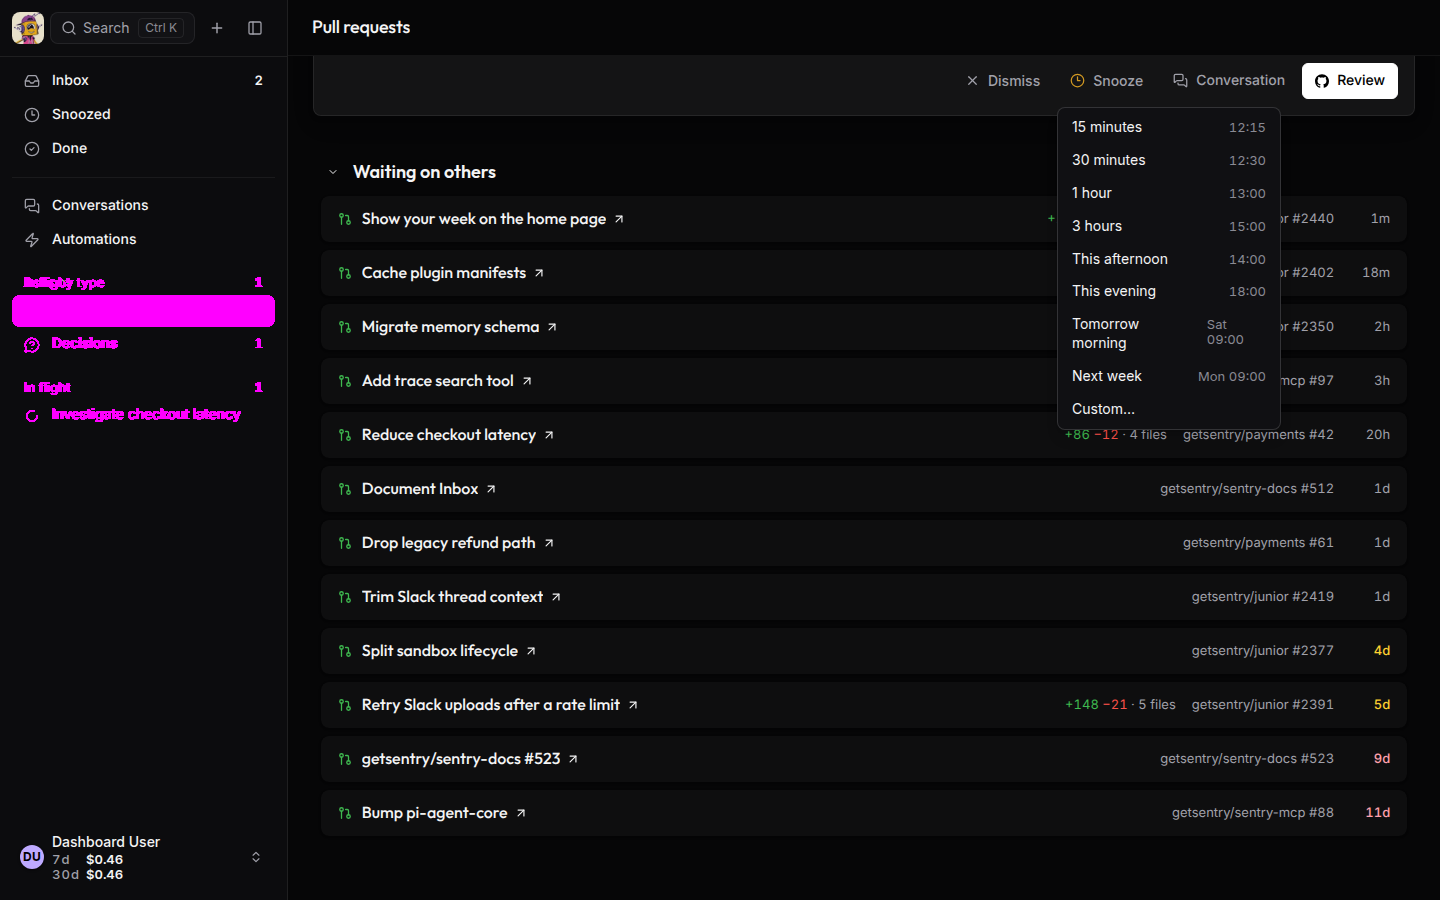 Search Ctrl K
Pull requests
Inbox 2
Snoozed
Done
Conversations
Automations
by type 1
Decisions 1
In flight 1
Investigate checkout latency
Dashboard User
DU
7d $0.46
30d $0.46
Dismiss Snooze Conversation Review
15 minutes 12:15
30 minutes 12:30
1 hour 13:00
3 hours 15:00
This afternoon 14:00
This evening 18:00
Tomorrow morning Sat 09:00
Next week Mon 09:00
Custom...
Waiting on others
Show your week on the home page + or #2440 1m
Cache plugin manifests or #2402 18m
Migrate memory schema or #2350 2h
Add trace search tool mcp #97 3h
Reduce checkout latency +86 −12 · 4 files getsentry/payments #42 20h
Document Inbox getsentry/sentry-docs #512 1d
Drop legacy refund path getsentry/payments #61 1d
Trim Slack thread context getsentry/junior #2419 1d
Split sandbox lifecycle getsentry/junior #2377 4d
Retry Slack uploads after a rate limit +148 −21 · 5 files getsentry/junior #2391 5d
getsentry/sentry-docs #523 getsentry/sentry-docs #523 9d
Bump pi-agent-core getsentry/sentry-mcp #88 11d